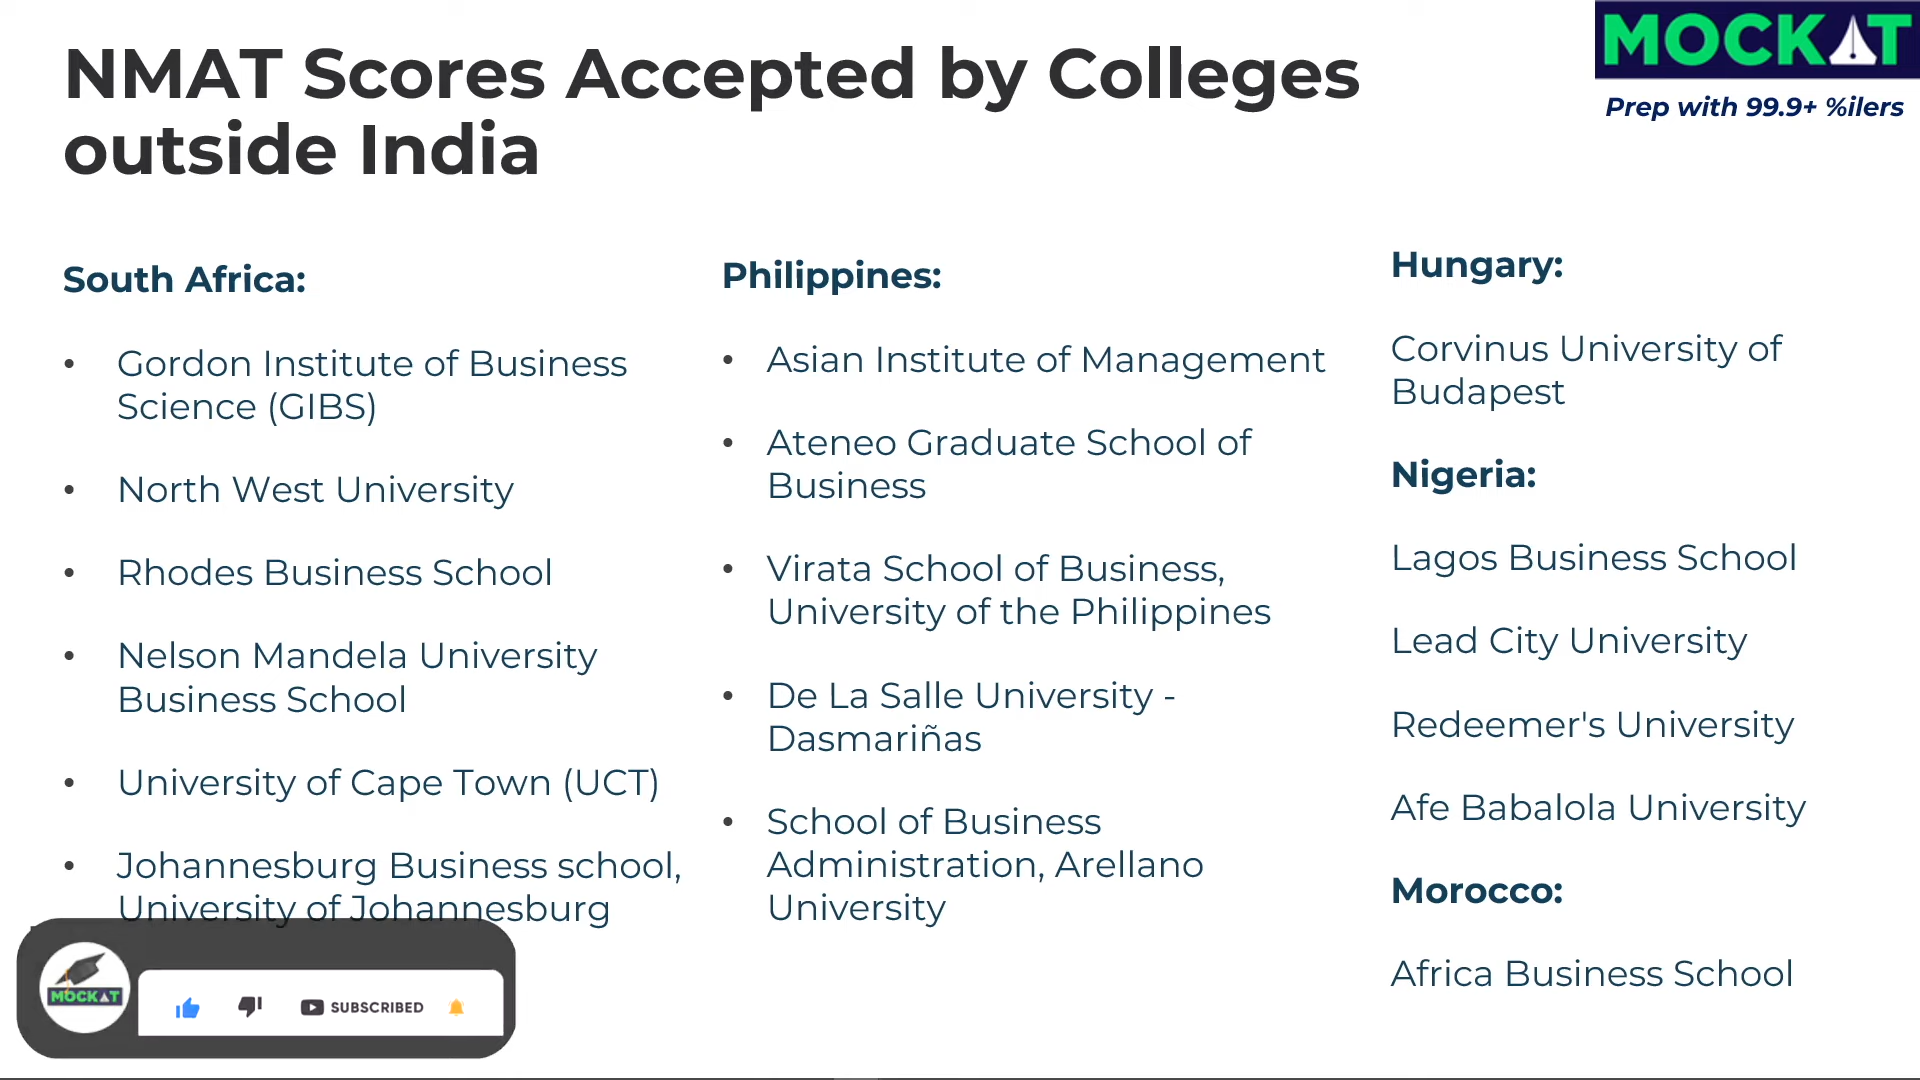 NMAT Scores Accepted by Colleges
outside India
MOCKAT
Prep with 99.9+ %ilers
South Africa:
• Gordon Institute of Business
Science (GIBS)
• North West University
• Rhodes Business School
• Nelson Mandela University
Business School
• University of Cape Town (UCT)
• Johannesburg Business school,
University of Johannesburg
Philippines:
• Asian Institute of Management
• Ateneo Graduate School of
Business
• Virata School of Business,
University of the Philippines
• De La Salle University -
Dasmariñas
• School of Business
Administration, Arellano
University
Hungary:
Corvinus University of
Budapest
Nigeria:
Lagos Business School
Lead City University
Redeemer's University
Afe Babalola University
Morocco:
Africa Business School
MOCKAT
SUBSCRIBED